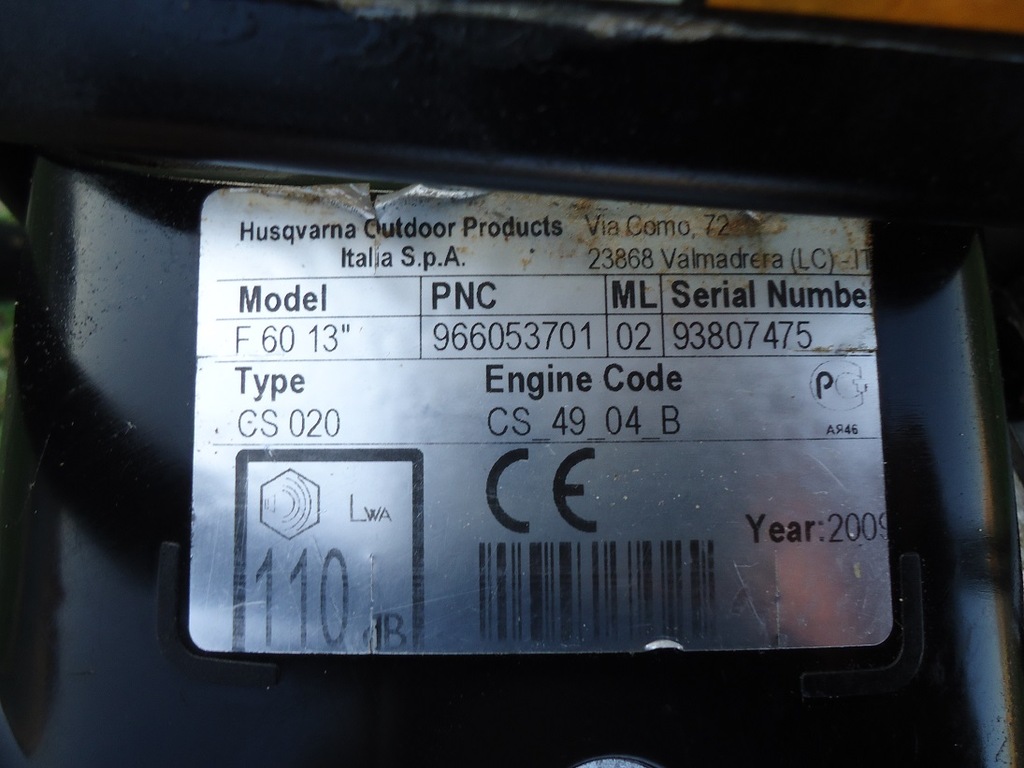 Husqvarna Outdoor Products Via Como, 72
Italia S.p.A. 23868 Valmadrera (LC) - IT
Model PNC ML Serial Numbe
F 60 13" 966053701 02 93807475
Type Engine Code
CS 020 CS_49_04_B
АЯ46
LWA
CE
Year:2009
110 dB